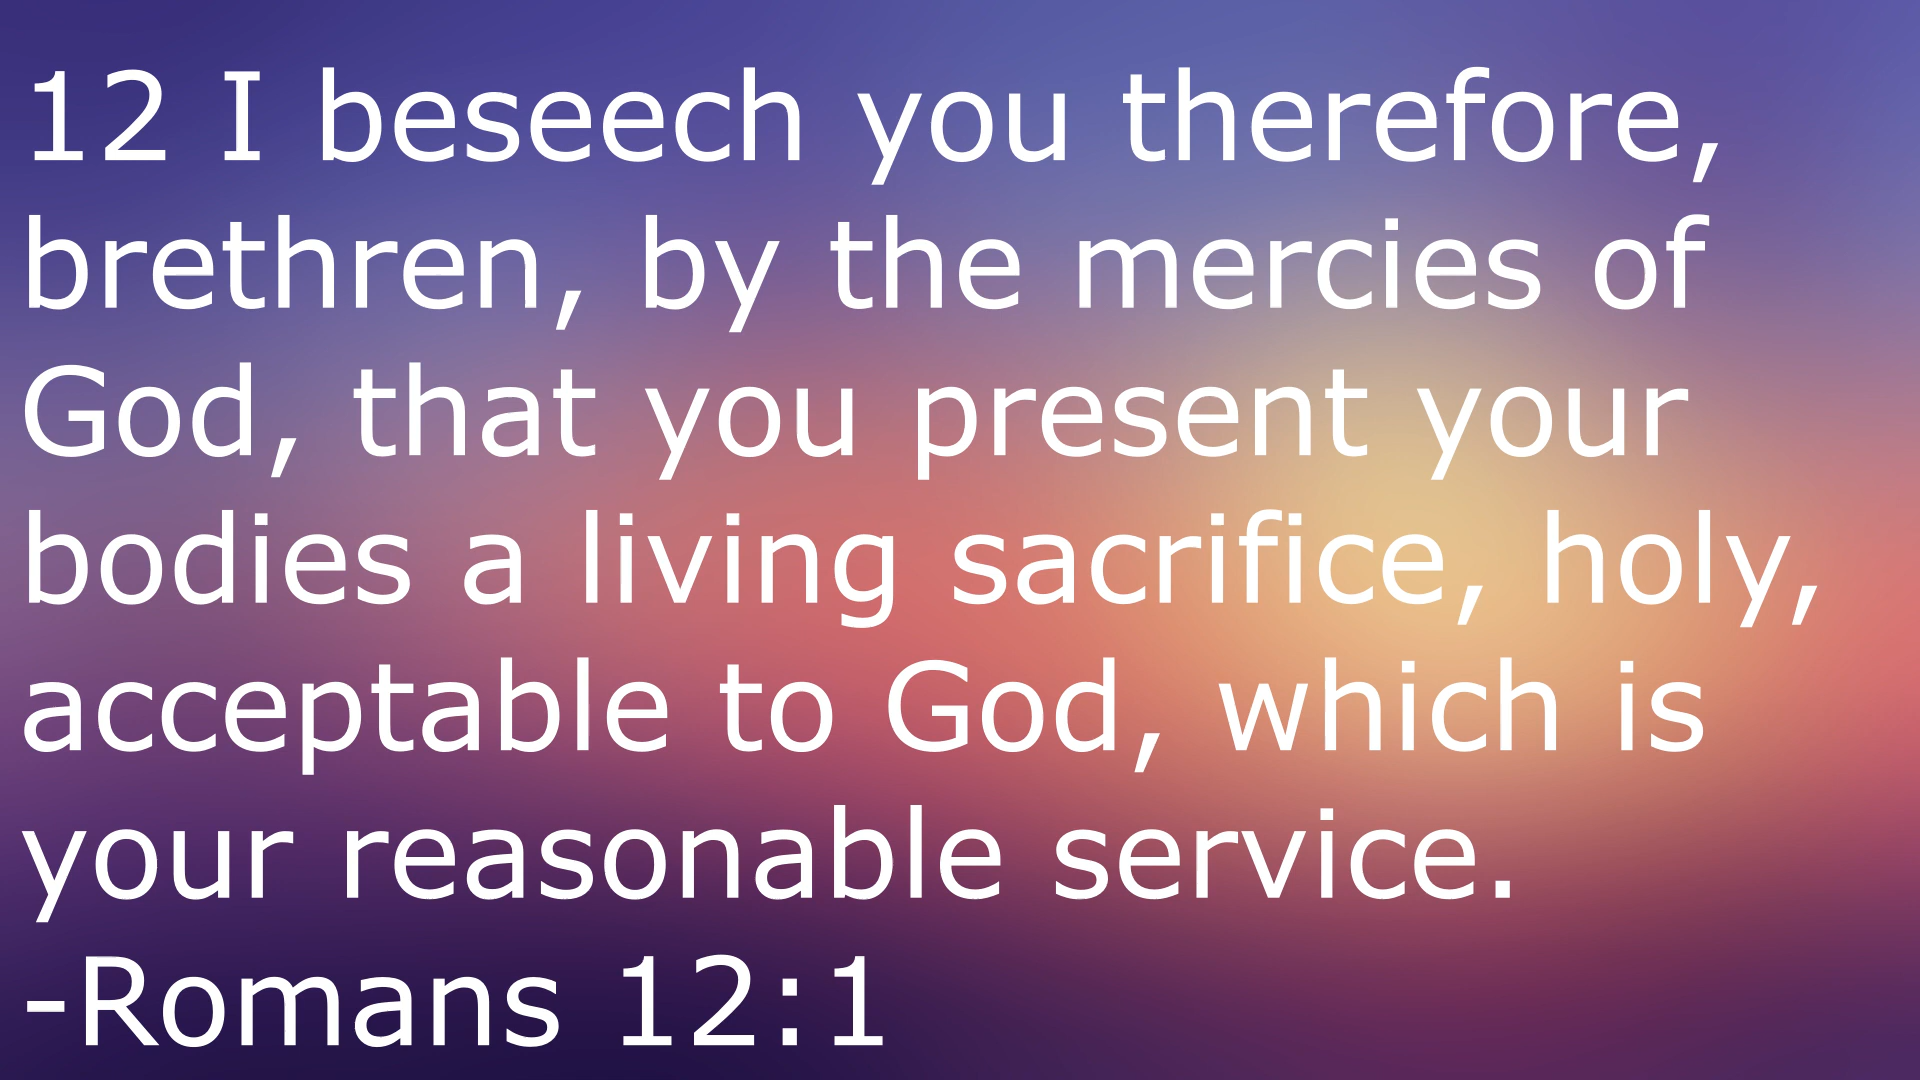 12 I beseech you therefore,
brethren, by the mercies of
God, that you present your
bodies a living sacrifice, holy,
acceptable to God, which is
your reasonable service.
-Romans 12:1